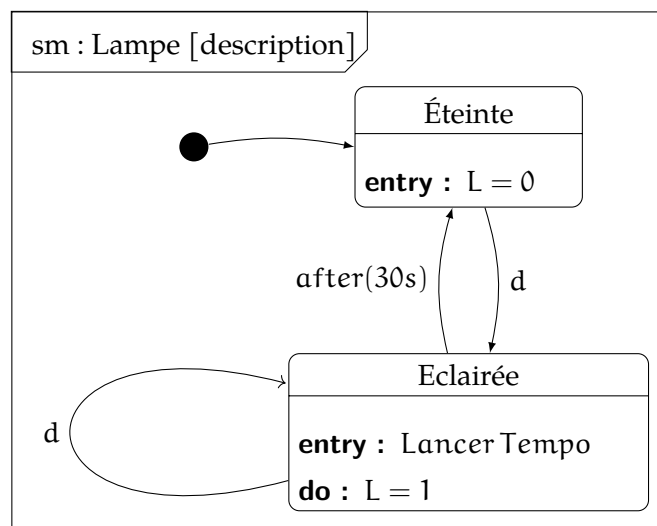 sm : Lampe [description]
Éteinte
entry : L = 0
after(30s)
d
Eclairée
d
entry : Lancer Tempo
do : L = 1